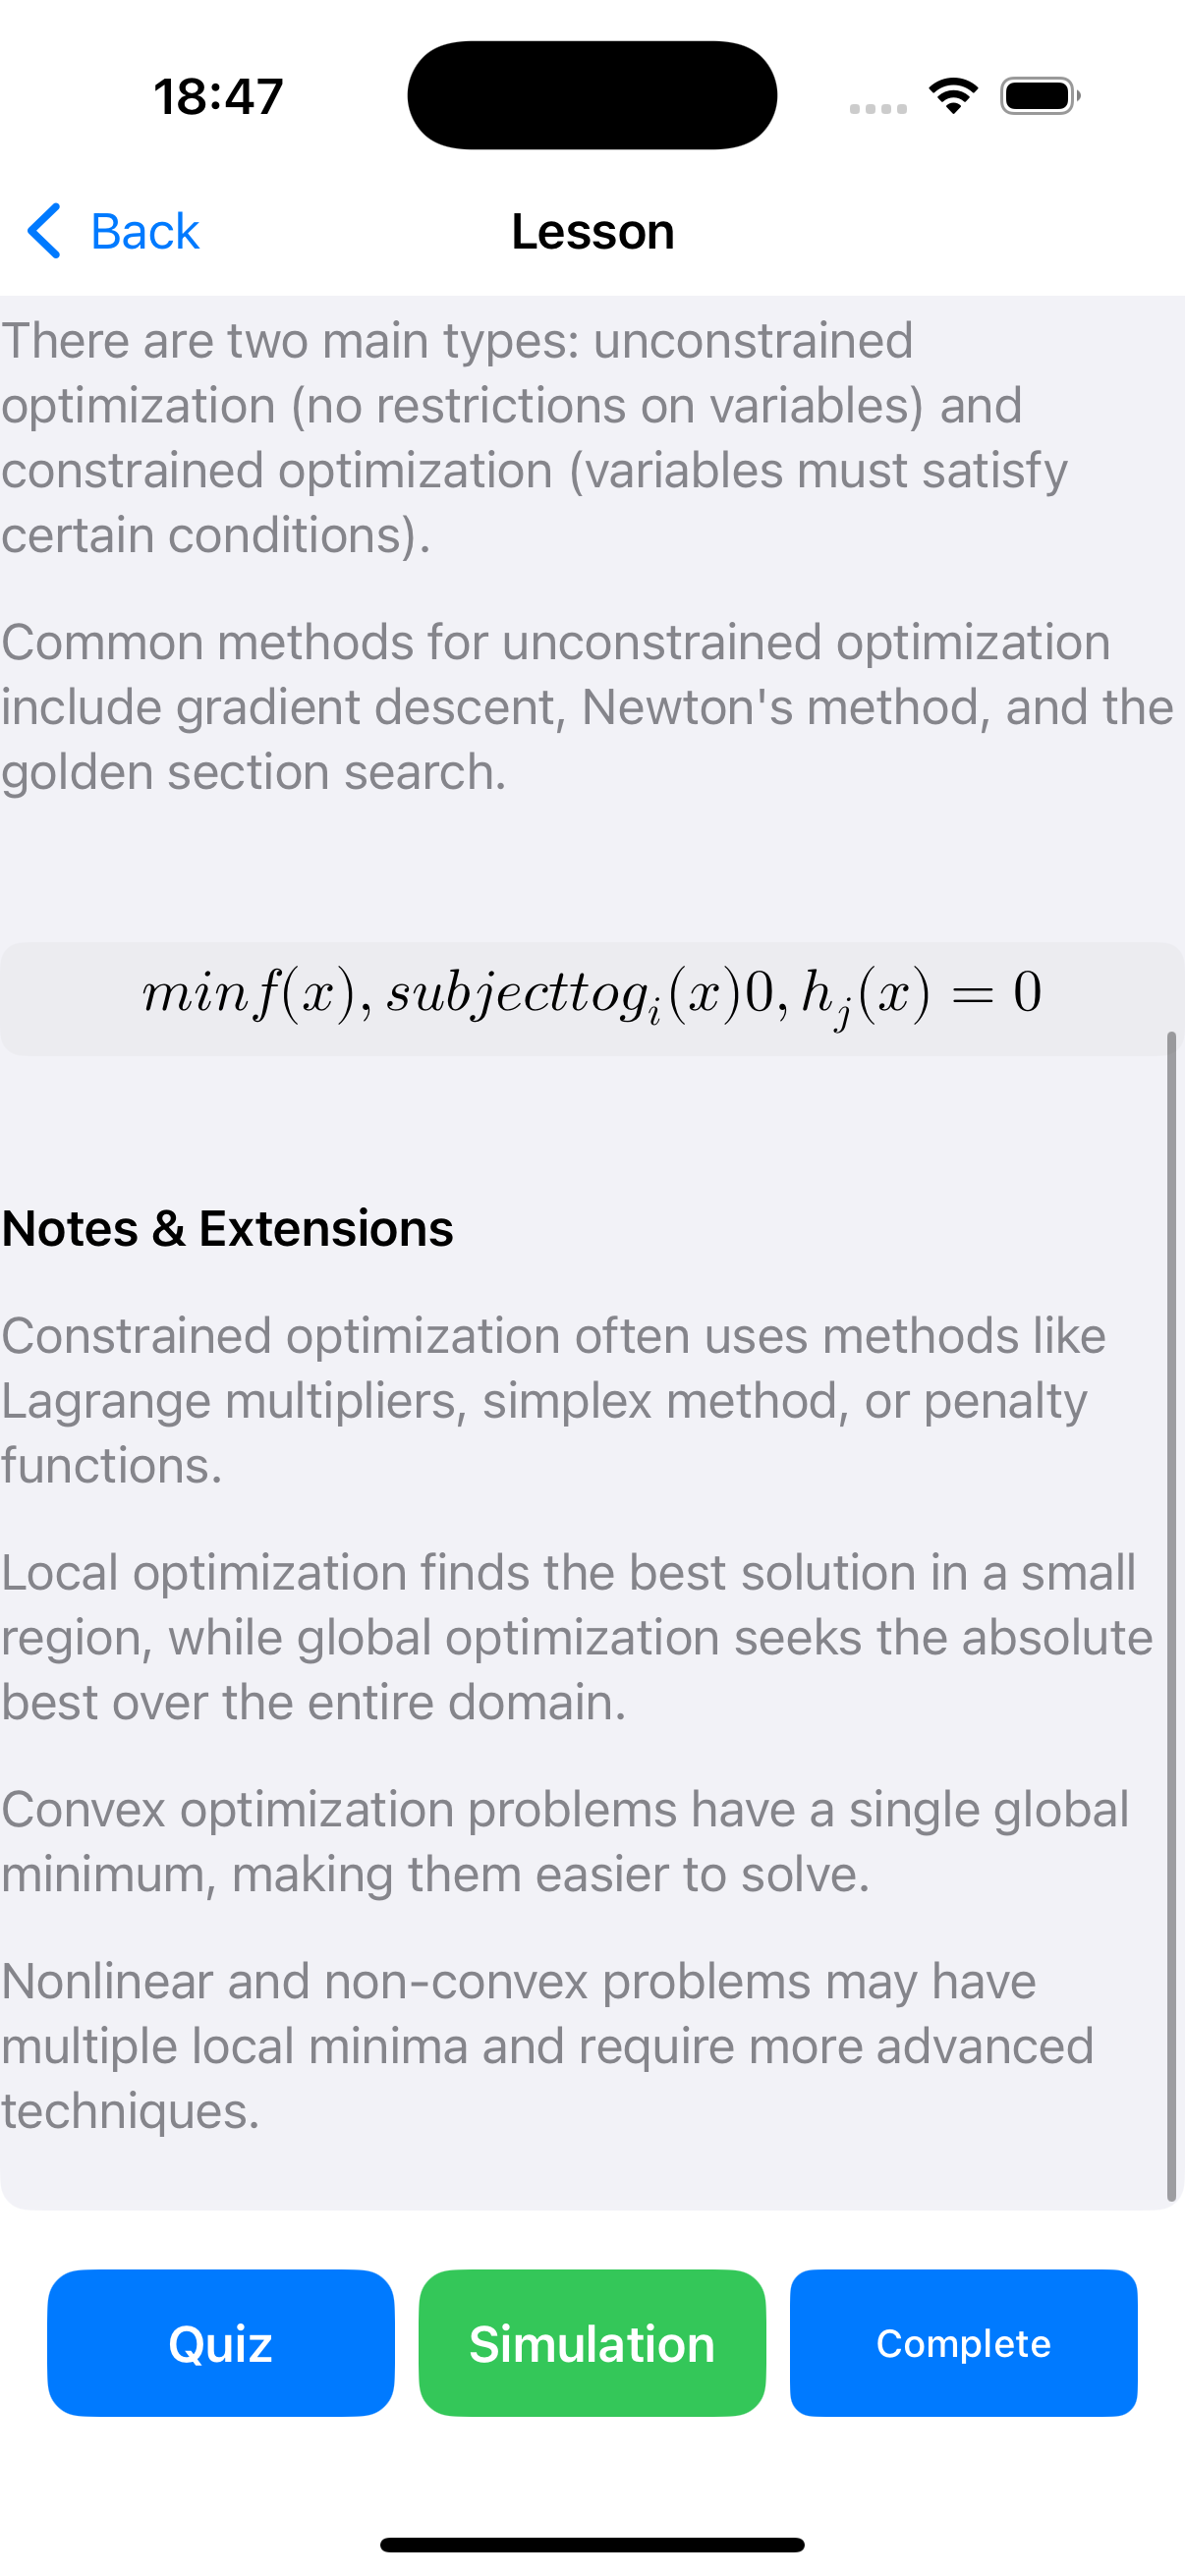 18:47
Back
Lesson
There are two main types: unconstrained
optimization (no restrictions on variables) and
constrained optimization (variables must satisfy
certain conditions).
Common methods for unconstrained optimization
include gradient descent, Newton's method, and the
golden section search.
minf(x), subjecttog_i(x)0, h_j(x) = 0
Notes & Extensions
Constrained optimization often uses methods like
Lagrange multipliers, simplex method, or penalty
functions.
Local optimization finds the best solution in a small
region, while global optimization seeks the absolute
best over the entire domain.
Convex optimization problems have a single global
minimum, making them easier to solve.
Nonlinear and non-convex problems may have
multiple local minima and require more advanced
techniques.
Quiz
Simulation
Complete